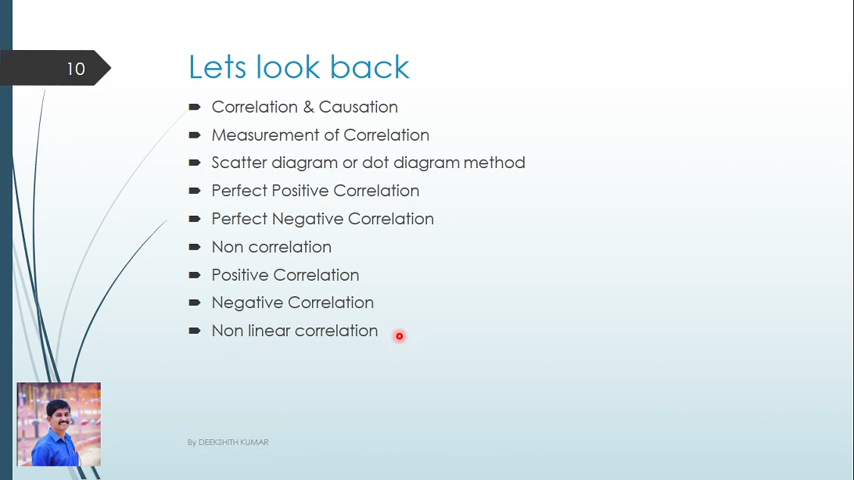 10
Lets look back
Correlation & Causation
Measurement of Correlation
Scatter diagram or dot diagram method
Perfect Positive Correlation
Perfect Negative Correlation
Non correlation
Positive Correlation
Negative Correlation
Non linear correlation
By DEEKSHITH KUMAR